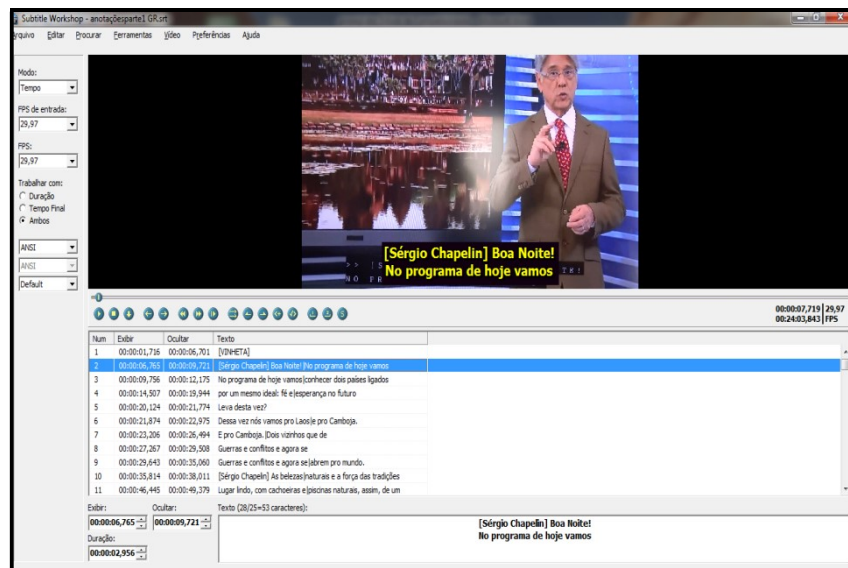 Subtitle Workshop - anotaçõesparte1 GR.srt
rquivo Editar Procurar Ferramentas Vídeo Preferências Ajuda
Modo:
Tempo
FPS de entrada:
29,97
FPS:
29,97
Trabalhar com:
Duração
Tempo Final
Ambos
ANSI
ANSI
Default
[Sérgio Chapelin] Boa Noite!
No programa de hoje vamos
00:00:07,719 29,97
00:24:03,843 FPS
Num Exibir Ocultar Texto
1 00:00:01,716 00:00:06,701 [VINHETA]
2 00:00:06,765 00:00:09,721 [Sérgio Chapelin] Boa Noite!|No programa de hoje vamos
3 00:00:09,756 00:00:12,175 No programa de hoje vamos|conhecer dois países ligados
4 00:00:14,507 00:00:19,944 por um mesmo ideal: fé e|esperança no futuro
5 00:00:20,124 00:00:21,774 Leva desta vez?
6 00:00:21,874 00:00:22,975 Dessa vez nós vamos pro Laos|e pro Camboja.
7 00:00:23,206 00:00:26,494 E pro Camboja. |Dois vizinhos que de
8 00:00:27,267 00:00:29,508 Guerras e conflitos e agora se
9 00:00:29,643 00:00:35,060 Guerras e conflitos e agora se|abrem pro mundo.
10 00:00:35,814 00:00:38,011 [Sérgio Chapelin] As belezas|naturais e a força das tradições
11 00:00:46,445 00:00:49,379 Lugar lindo, com cachoeiras e|piscinas naturais, assim, de um
Exibir: Ocultar: Texto (28/25=53 caracteres):
00:00:06,765 00:00:09,721
Duração:
00:00:02,956
[Sérgio Chapelin] Boa Noite!
No programa de hoje vamos